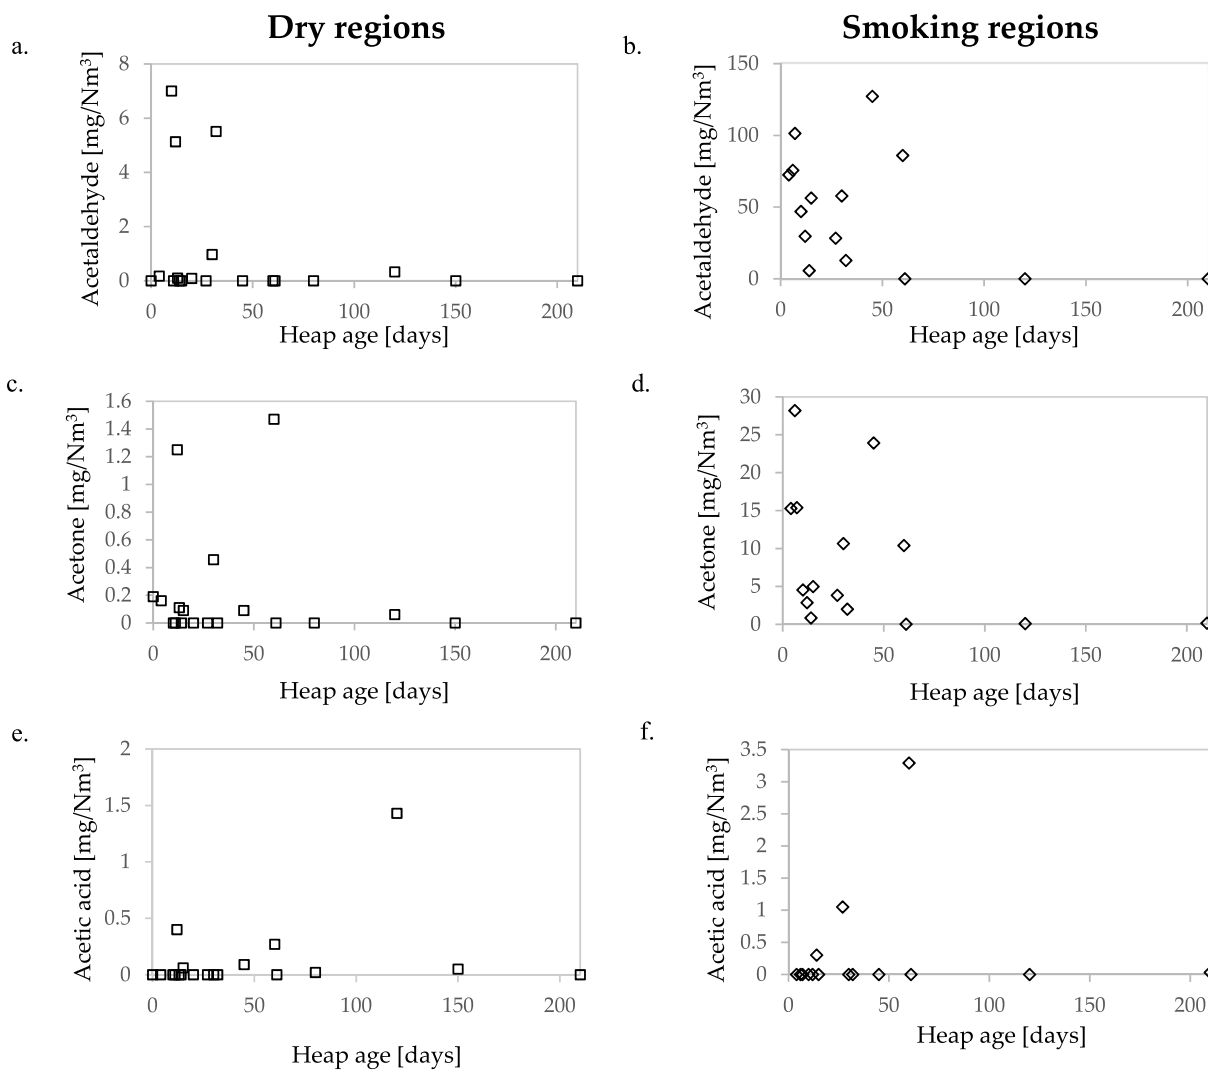 Dry regions
Smoking regions
a.
Acetaldehyde [mg/Nm³]
8
6
4
2
0
0 50 100 150 200
Heap age [days]
b.
Acetaldehyde [mg/Nm³]
150
100
50
0
0 50 100 150 200
Heap age [days]
c.
Acetone [mg/Nm³]
1.6
1.4
1.2
1
0.8
0.6
0.4
0.2
0
0 50 100 150 200
Heap age [days]
d.
Acetone [mg/Nm³]
30
25
20
15
10
5
0
0 50 100 150 200
Heap age [days]
e.
Acetic acid [mg/Nm³]
2
1.5
1
0.5
0
0 50 100 150 200
Heap age [days]
f.
Acetic acid [mg/Nm³]
3.5
3
2.5
2
1.5
1
0.5
0
0 50 100 150 200
Heap age [days]